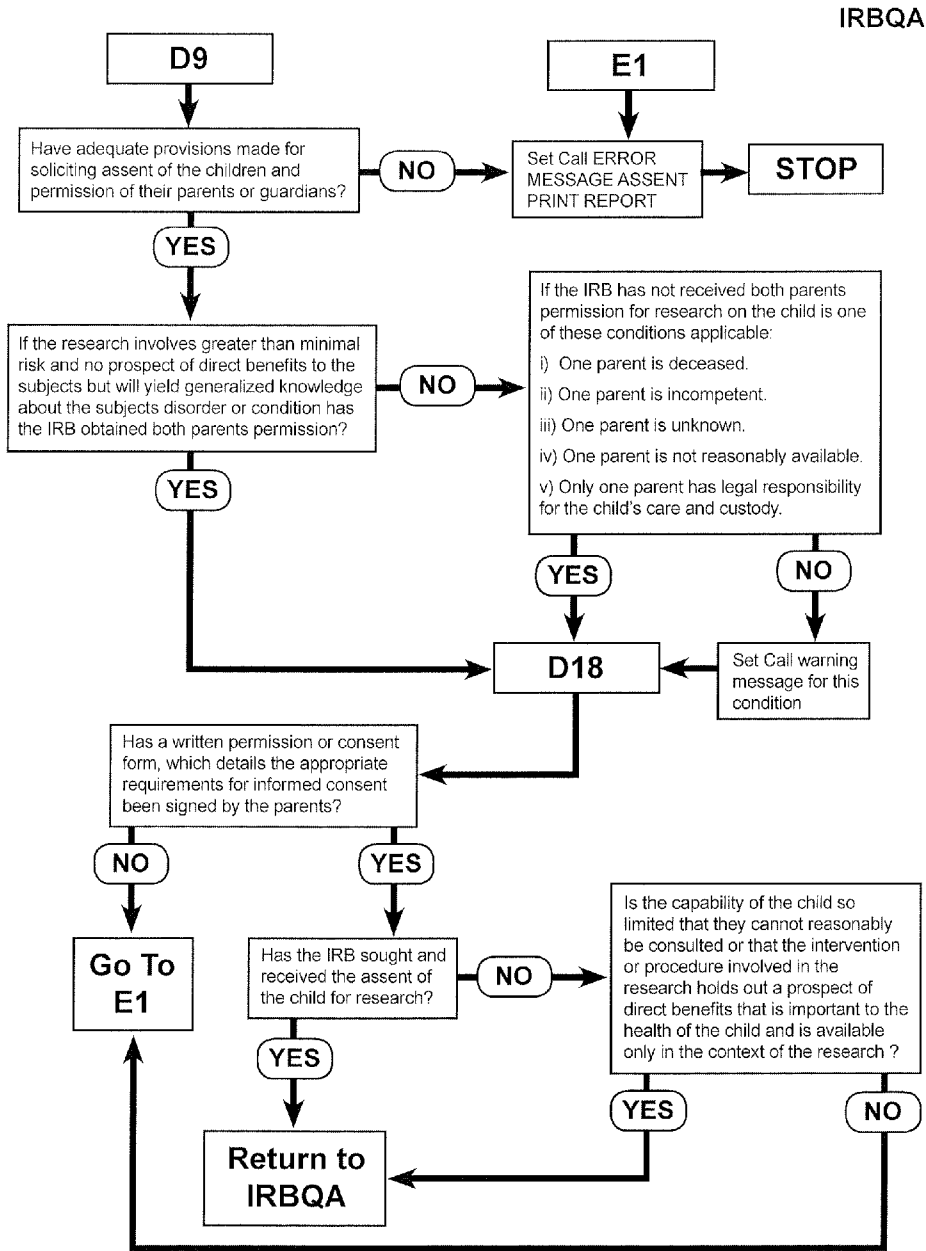 IRBQA
D9
E1
Have adequate provisions made for
soliciting assent of the children and
permission of their parents or guardians?
NO
Set Call ERROR
MESSAGE ASSENT
PRINT REPORT
STOP
YES
If the research involves greater than minimal
risk and no prospect of direct benefits to the
subjects but will yield generalized knowledge
about the subjects disorder or condition has
the IRB obtained both parents permission?
NO
If the IRB has not received both parents
permission for research on the child is one
of these conditions applicable:
i) One parent is deceased.
ii) One parent is incompetent.
iii) One parent is unknown.
iv) One parent is not reasonably available.
v) Only one parent has legal responsibility
for the child's care and custody.
YES
YES
NO
D18
Set Call warning
message for this
condition
Has a written permission or consent
form, which details the appropriate
requirements for informed consent
been signed by the parents?
NO
YES
Go To
E1
Has the IRB sought and
received the assent of
the child for research?
NO
Is the capability of the child so
limited that they cannot reasonably
be consulted or that the intervention
or procedure involved in the
research holds out a prospect of
direct benefits that is important to the
health of the child and is available
only in the context of the research ?
YES
YES
NO
Return to
IRBQA